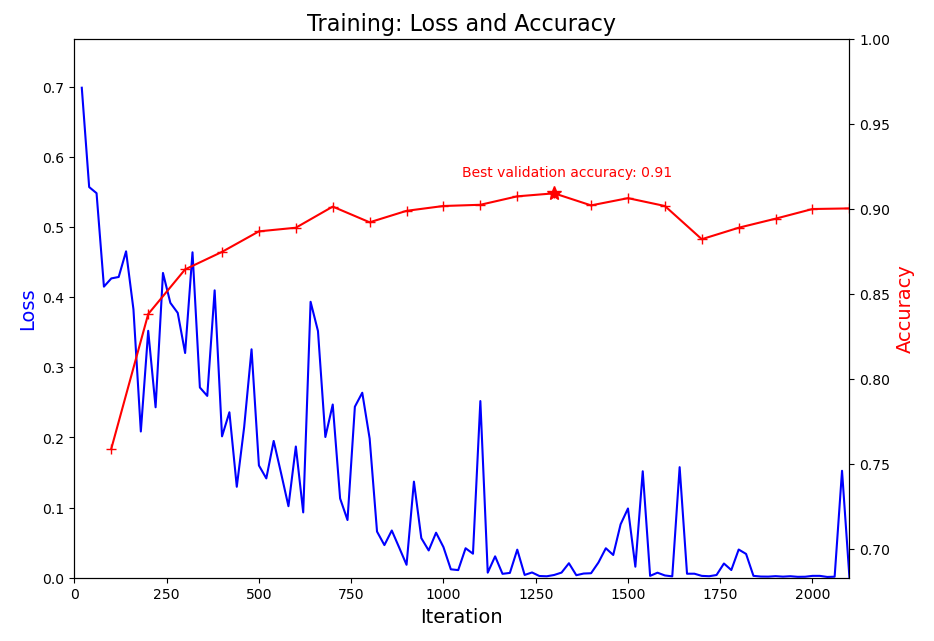 Training: Loss and Accuracy
Loss
0.7
0.6
0.5
0.4
0.3
0.2
0.1
0.0
Best validation accuracy: 0.91
1.00
0.95
0.90
0.85
0.80
0.75
0.70
Accuracy
0 250 500 750 1000 1250 1500 1750 2000
Iteration